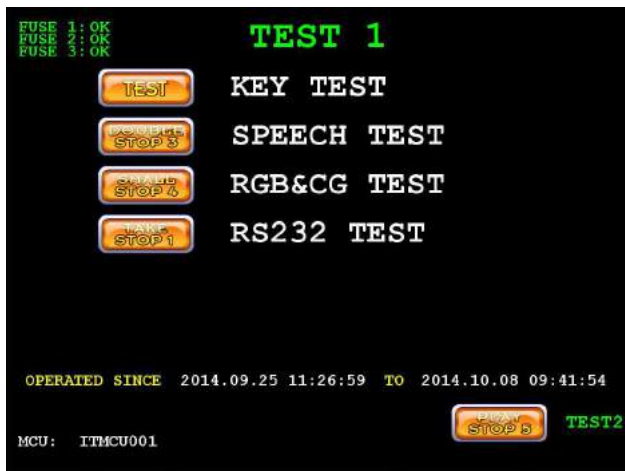 FUSE 1:OK
FUSE 2:OK
FUSE 3:OK
TEST 1
TEST KEY TEST
DOUBLE
STOP 3 SPEECH TEST
SMALL
STOP 4 RGB&CG TEST
TAKE
STOP 1 RS232 TEST
OPERATED SINCE 2014.09.25 11:26:59 TO 2014.10.08 09:41:54
PLAY
STOP 5 TEST2
MCU: ITMCU001